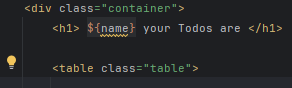 <div class="container">
<h1> ${name} your Todos are </h1>
<table class="table">